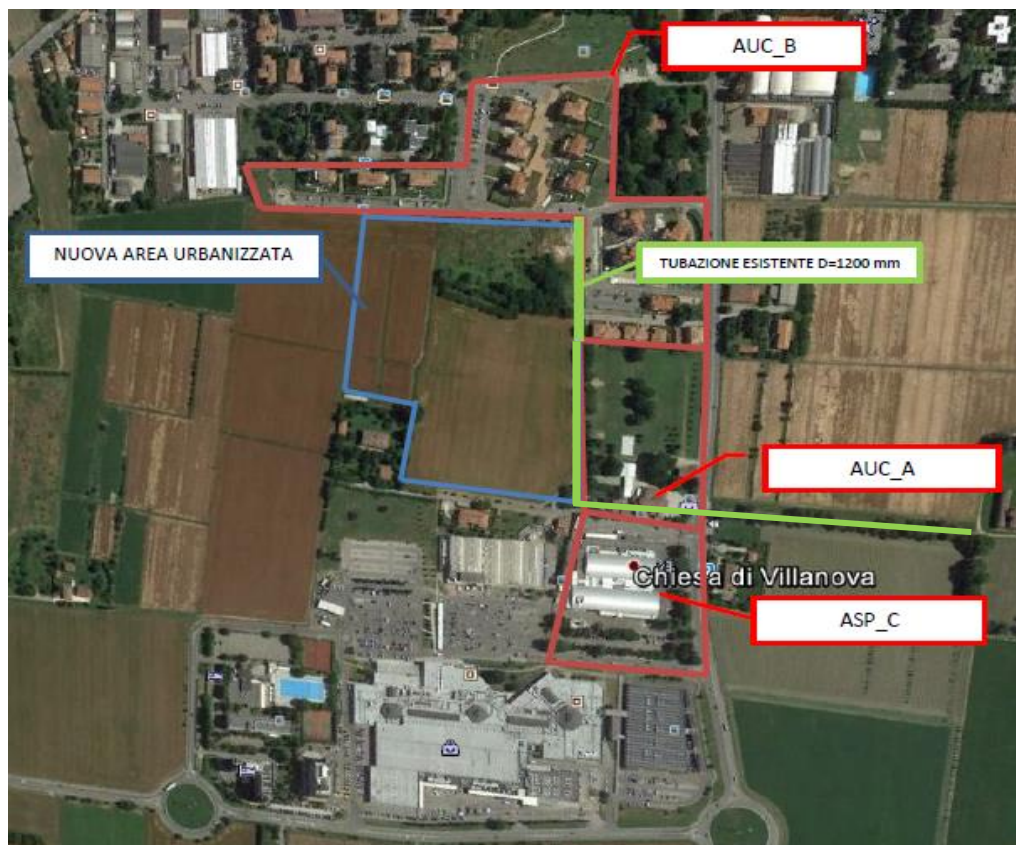 AUC_B
NUOVA AREA URBANIZZATA
TUBAZIONE ESISTENTE D=1200 mm
AUC_A
Chiesa di Villanova
ASP_C